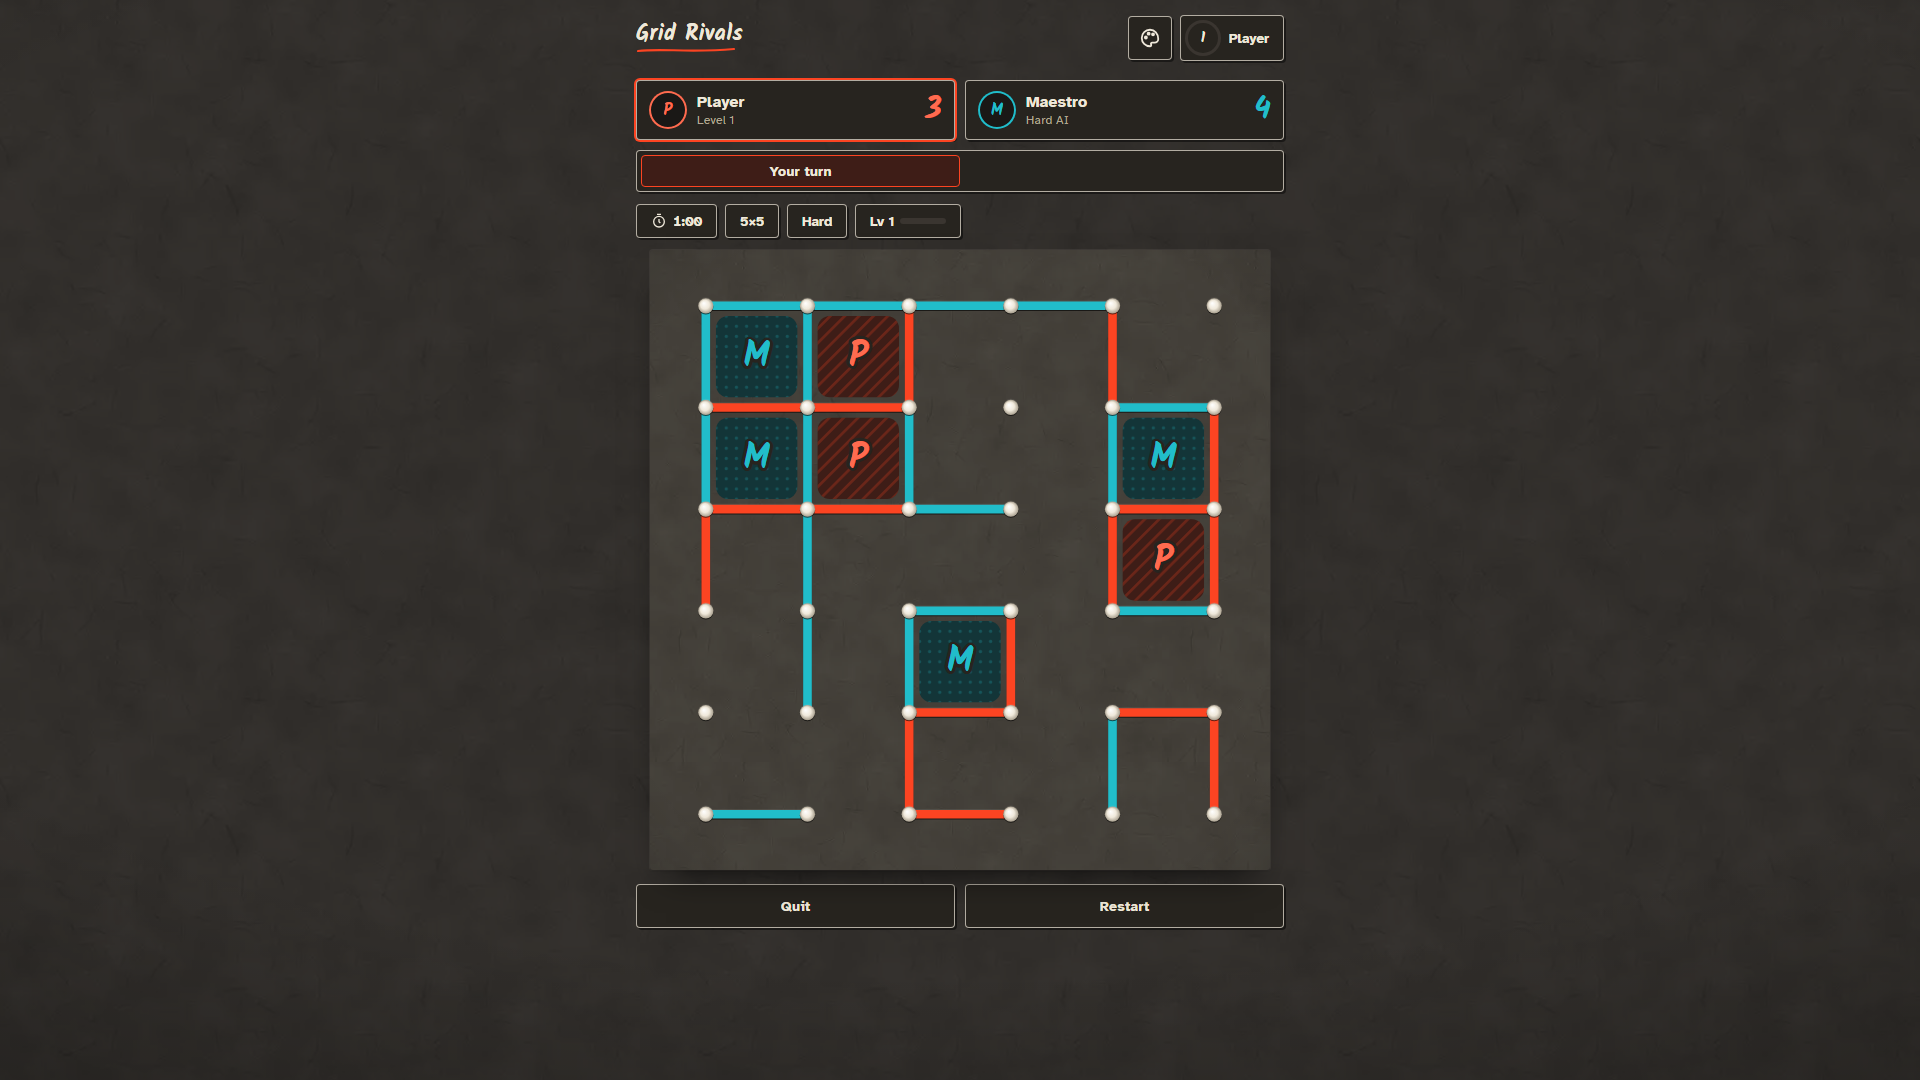 Grid Rivals
I
Player
P
Player
Level 1
3
M
Maestro
Hard AI
4
Your turn
1:00
5×5
Hard
Lv 1
M
P
M
P
M
P
M
Quit
Restart